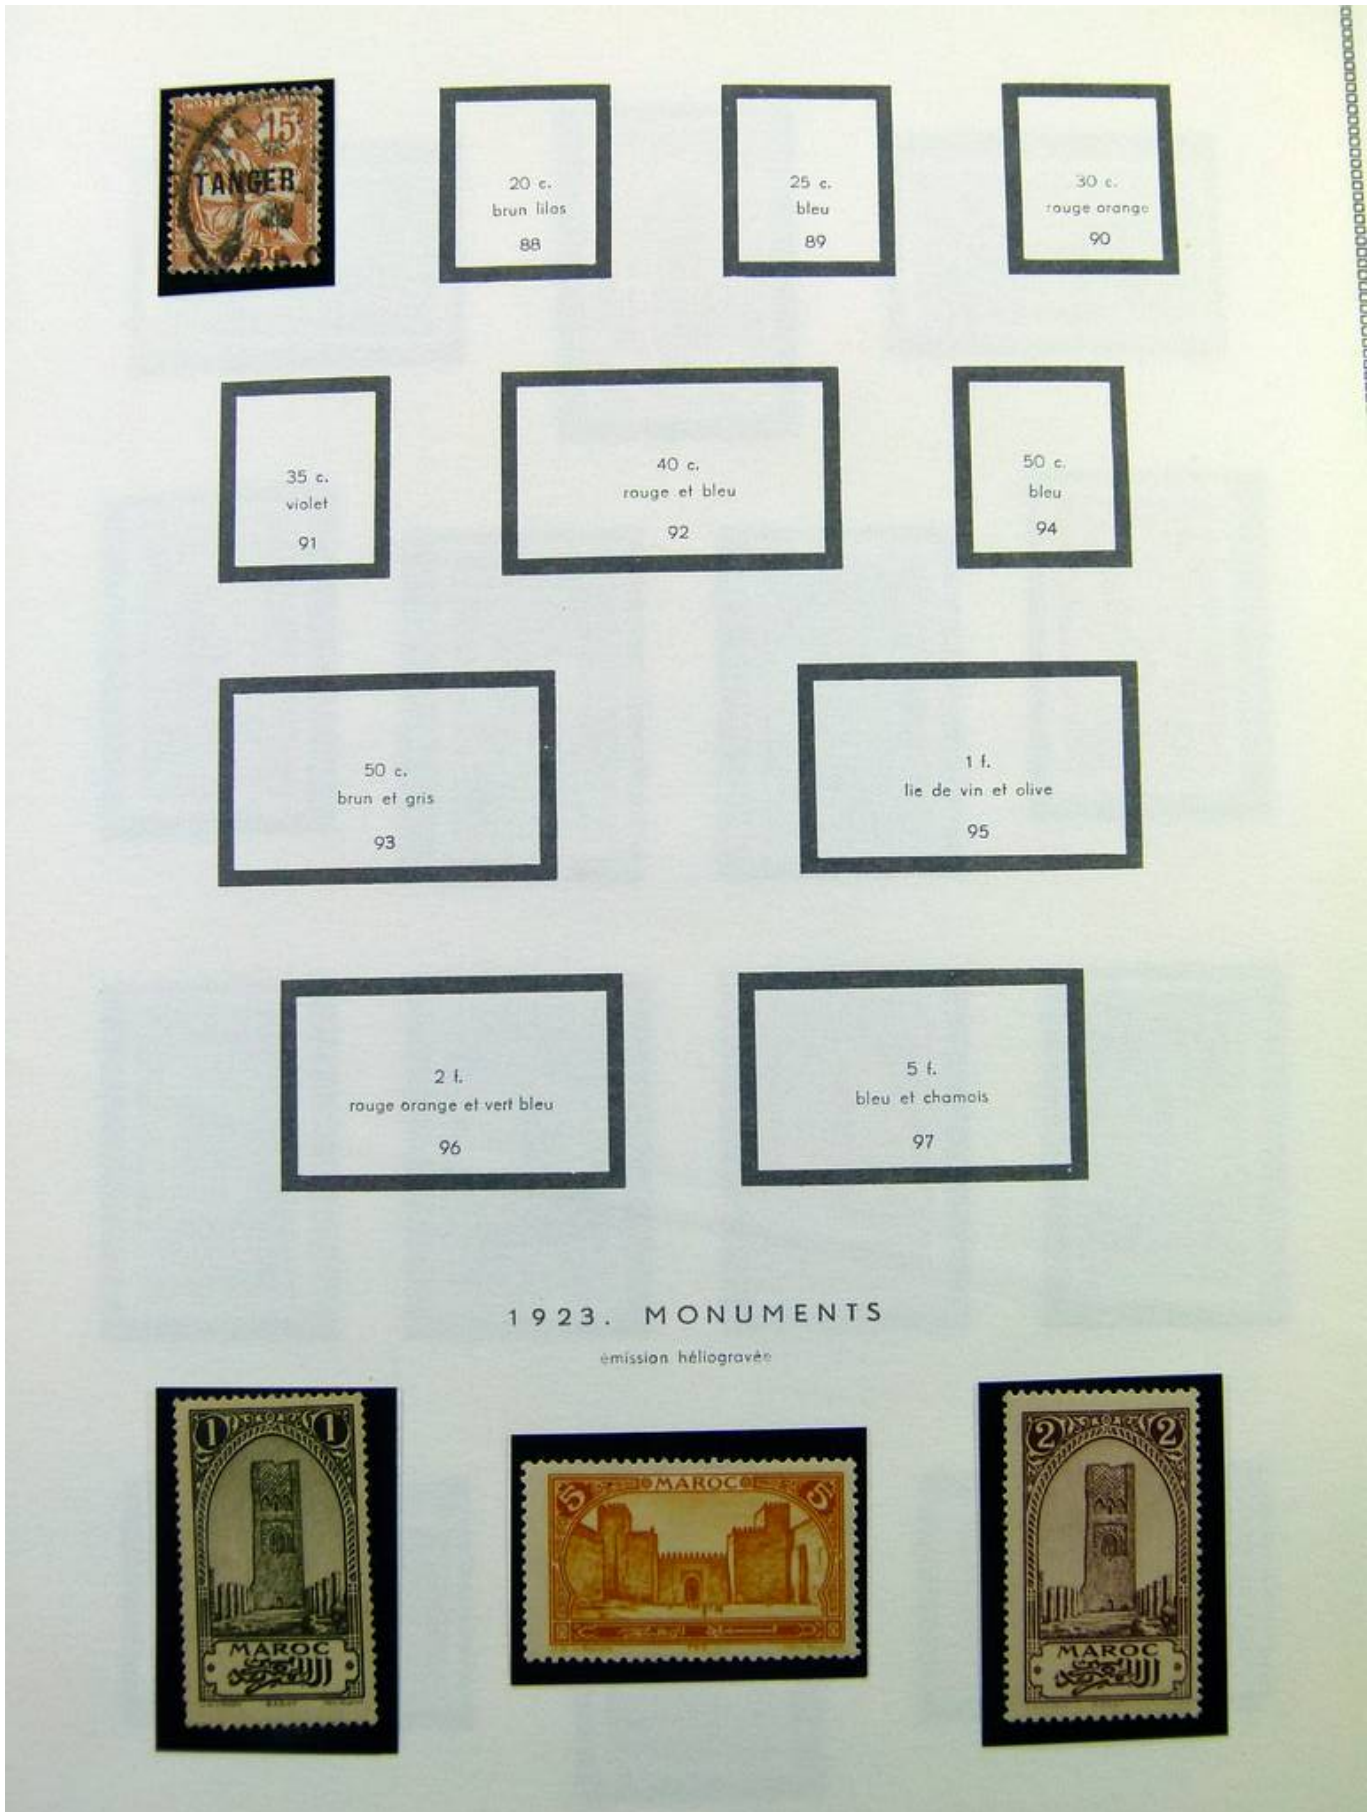 15
TANGER
20 c.
brun lilas
88
25 c.
bleu
89
30 c.
rouge orange
90
35 c.
violet
91
40 c.
rouge et bleu
92
50 c.
bleu
94
50 c.
brun et gris
93
1 f.
lie de vin et olive
95
2 f.
rouge orange et vert bleu
96
5 f.
bleu et chamois
97
1923. MONUMENTS
émission héliogravée
1 1
MAROC
5 MAROC 5
2 2
MAROC